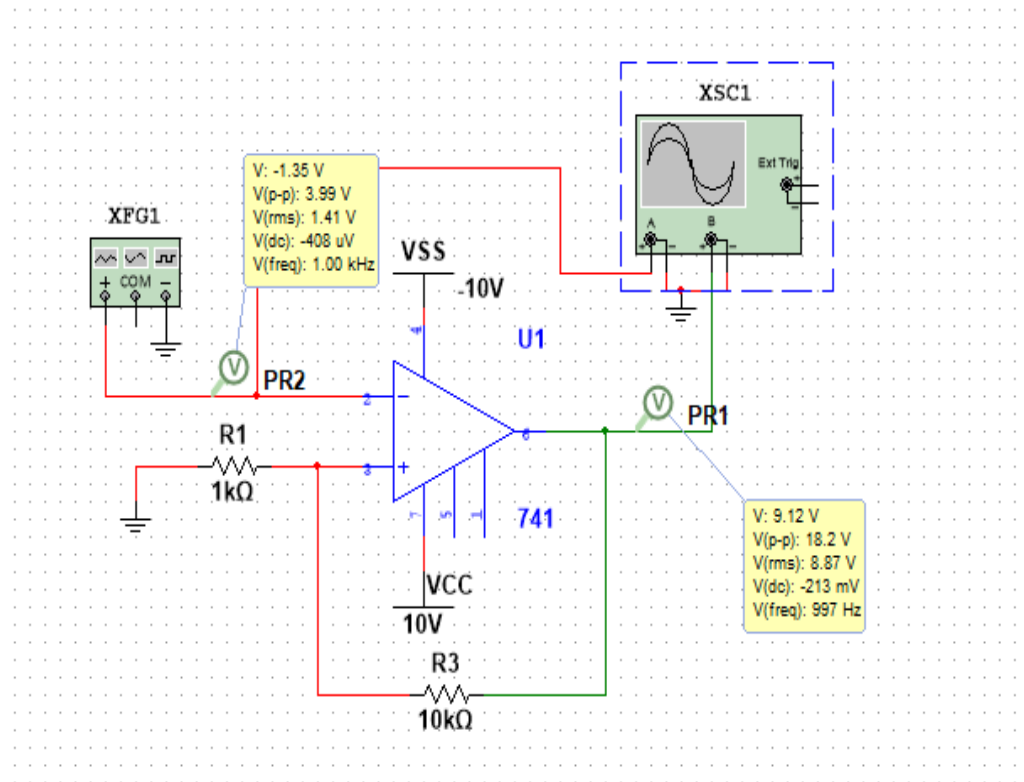 XSC1
Ext Trig
+
−
A
B
+ −
+ −
V: -1.35 V
V(p-p): 3.99 V
V(rms): 1.41 V
V(dc): -408 uV
V(freq): 1.00 kHz
XFG1
+ COM −
VSS
-10V
4
U1
V
PR2
2
−
V
PR1
6
R1
1kΩ
3
+
7
5
1
741
V: 9.12 V
V(p-p): 18.2 V
V(rms): 8.87 V
V(dc): -213 mV
V(freq): 997 Hz
VCC
10V
R3
10kΩ